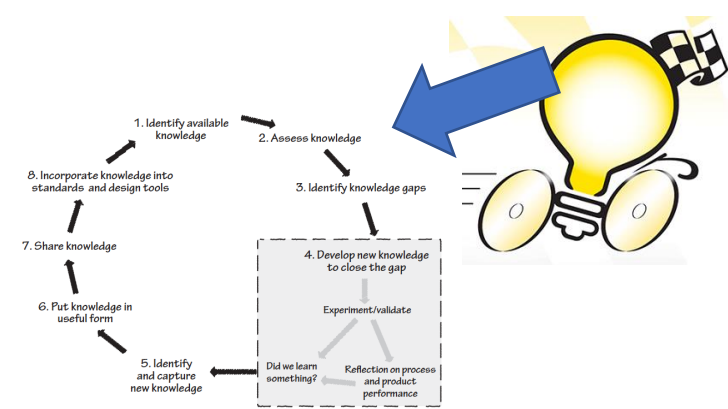 1. Identify available
knowledge
2. Assess knowledge
3. Identify knowledge gaps
4. Develop new knowledge
to close the gap
Experiment/validate
Did we learn
something?
Reflection on process
and product
performance
5. Identify
and capture
new knowledge
6. Put knowledge in
useful form
7. Share knowledge
8. Incorporate knowledge into
standards and design tools